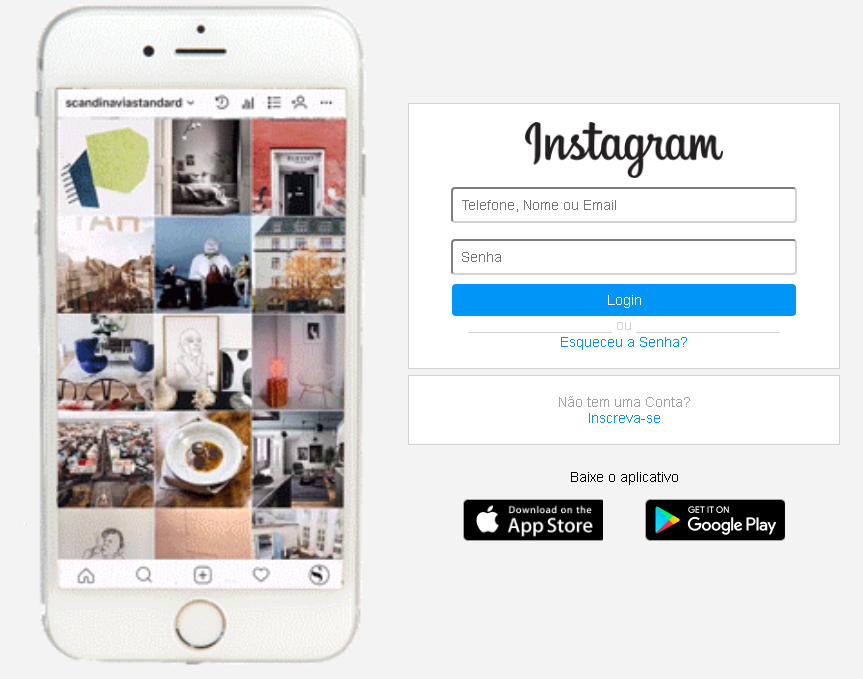 scandinaviastandard
Instagram
Telefone, Nome ou Email
Senha
Login
ou
Esqueceu a Senha?
Não tem uma Conta?
Inscreva-se
Baixe o aplicativo
Download on the
App Store
GET IT ON
Google Play